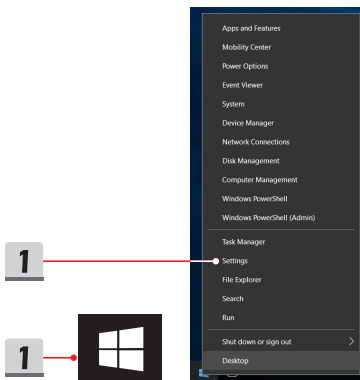 Apps and Features
Mobility Center
Power Options
Event Viewer
System
Device Manager
Network Connections
Disk Management
Computer Management
Windows PowerShell
Windows PowerShell (Admin)
Task Manager
1
Settings
File Explorer
Search
Run
Shut down or sign out
1
Desktop